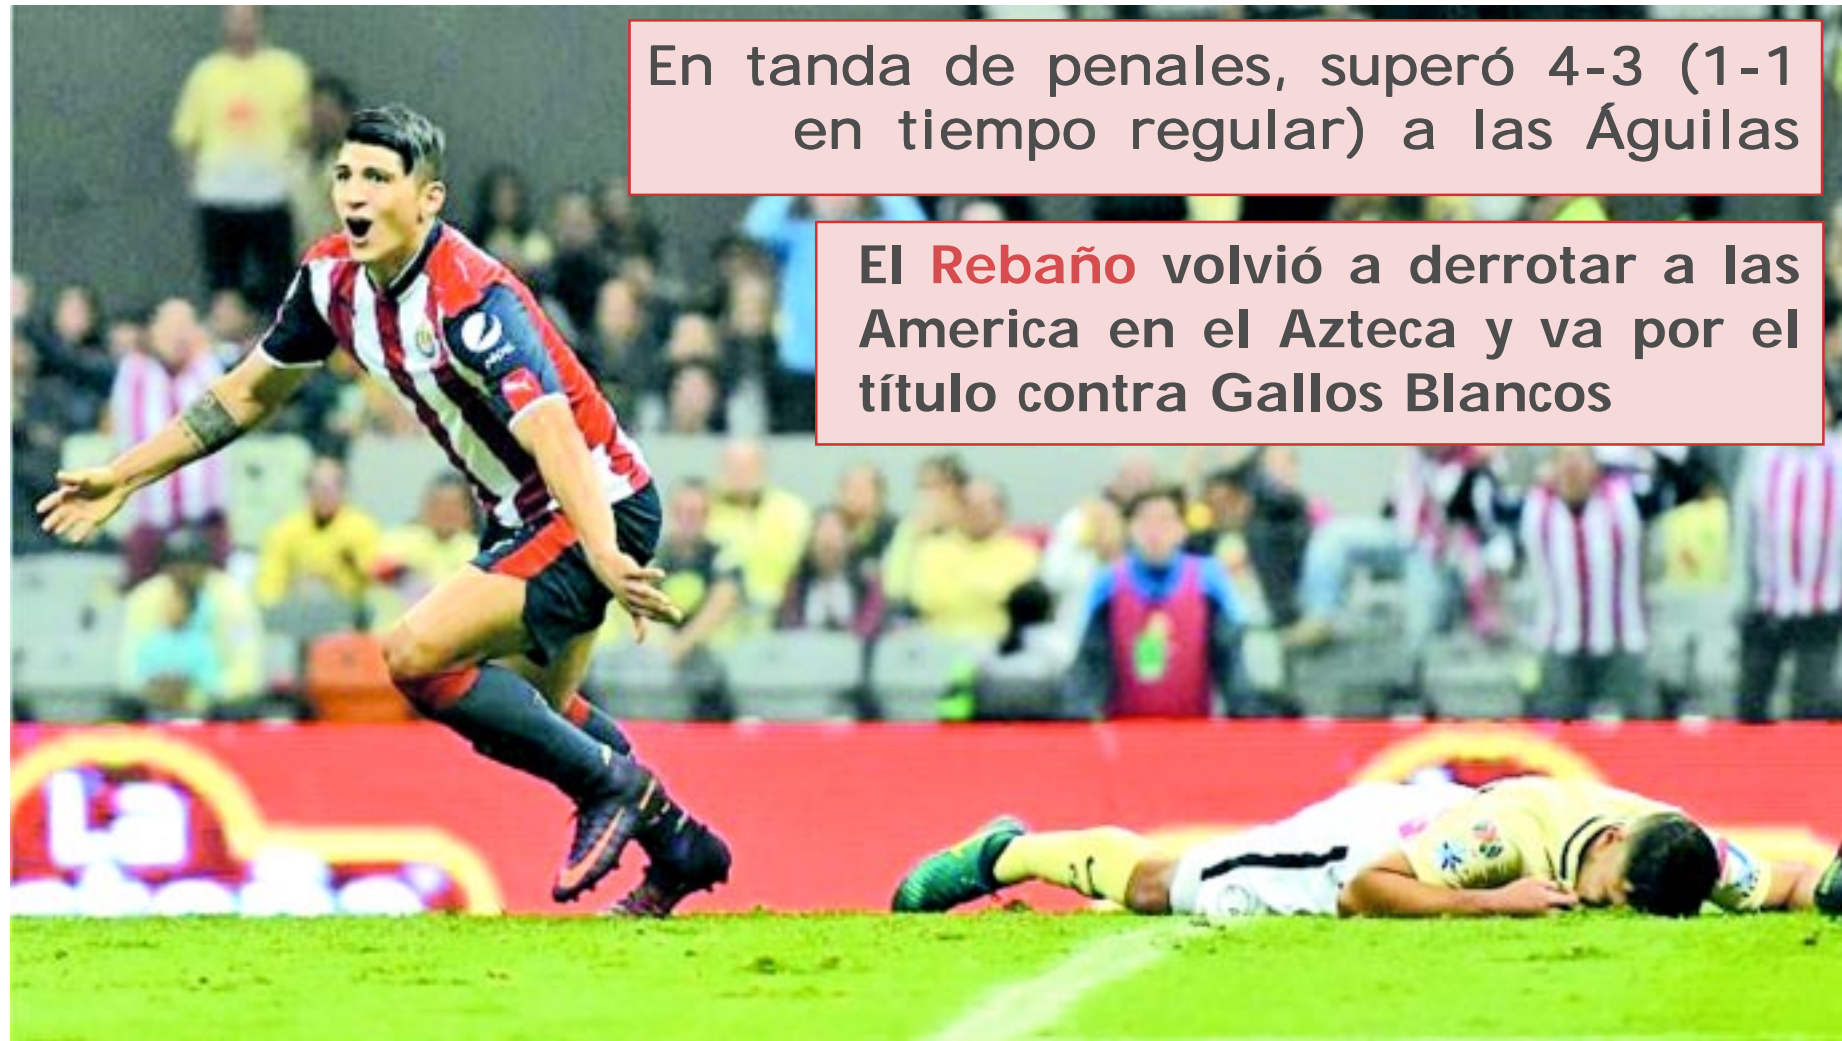 En tanda de penales, superó 4-3 (1-1
en tiempo regular) a las Águilas
El Rebaño volvió a derrotar a las
America en el Azteca y va por el
título contra Gallos Blancos
La